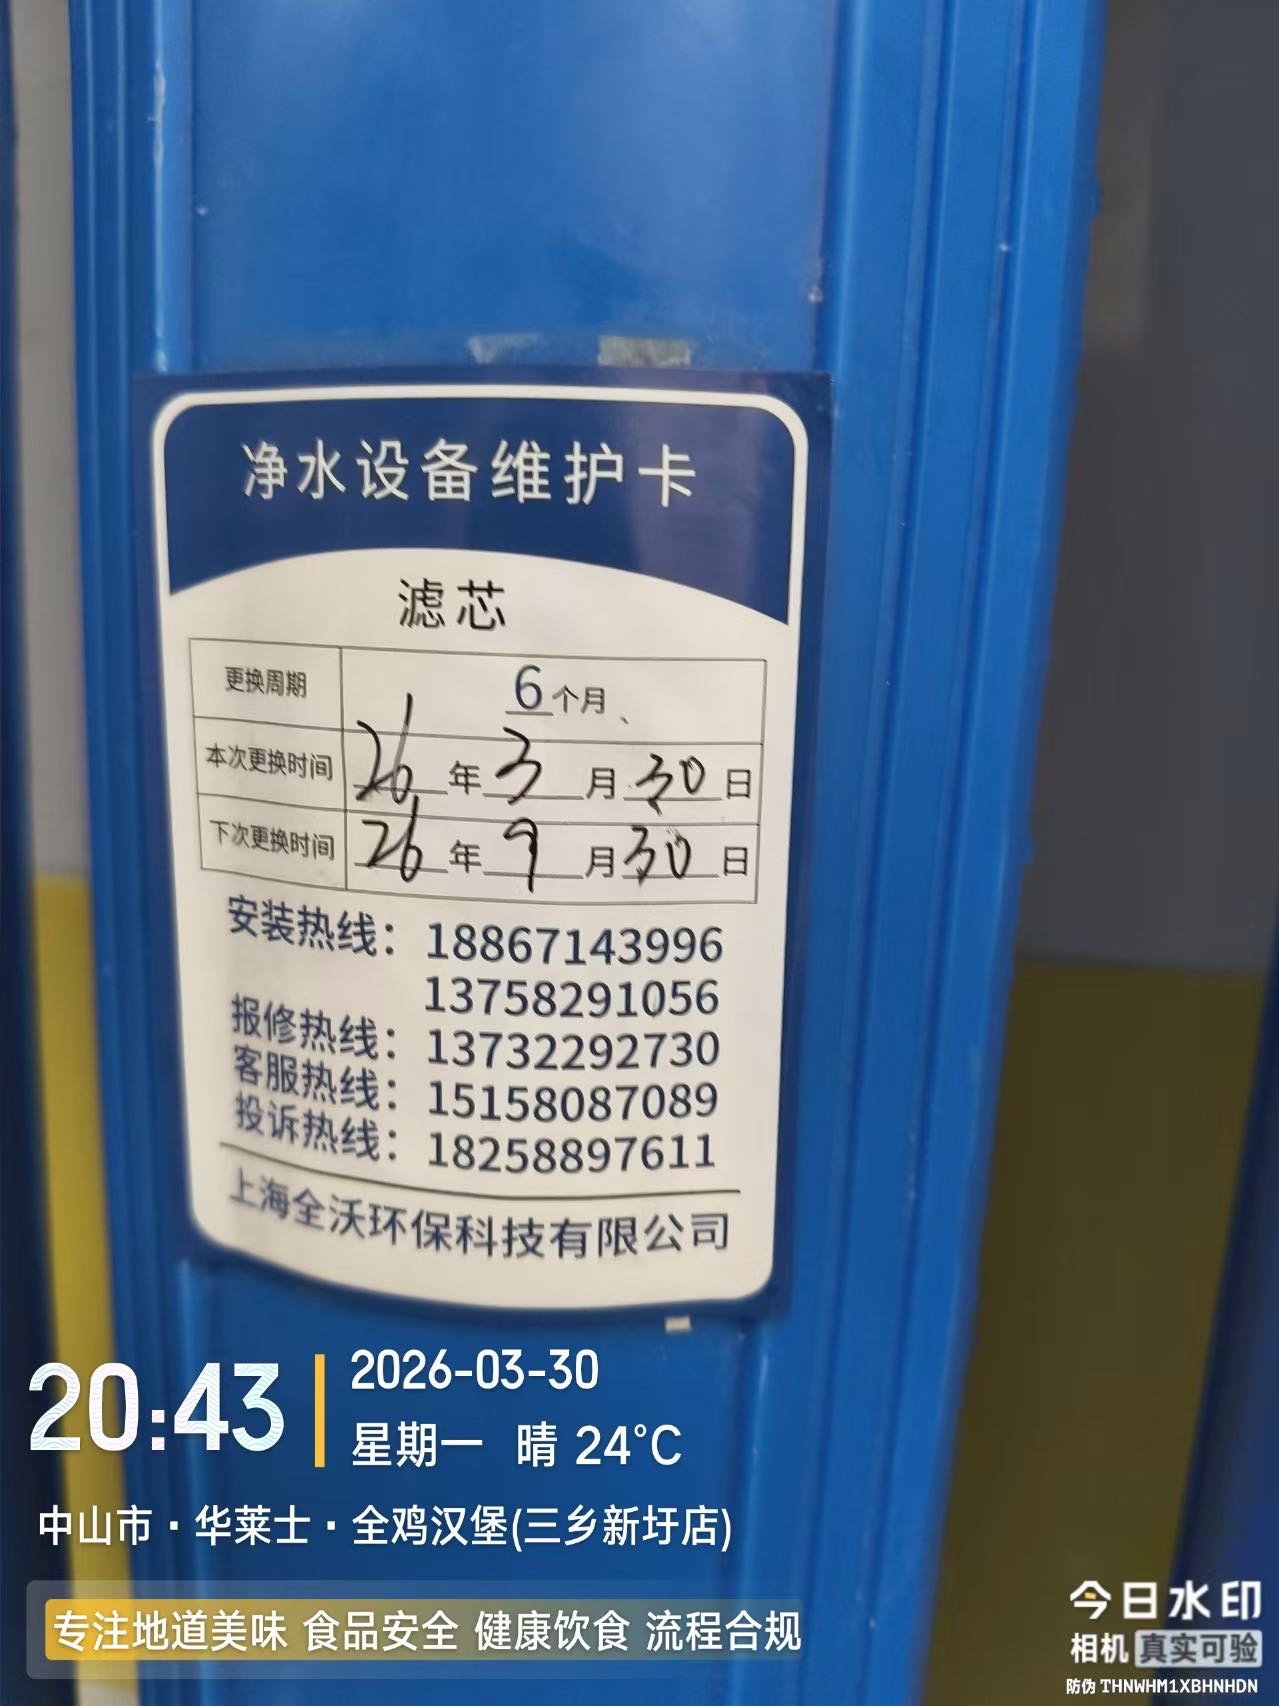 净水设备维护卡
滤芯
更换周期 6个月、
本次更换时间 26年3月30日
下次更换时间 26年9月30日
安装热线：18867143996
13758291056
报修热线：13732292730
客服热线：15158087089
投诉热线：18258897611
上海全沃环保科技有限公司
20:43
2026-03-30
星期一 晴 24°C
中山市·华莱士·全鸡汉堡(三乡新圩店)
专注地道美味 食品安全 健康饮食 流程合规
今日水印
相机 真实可验
防伪 THNWHM1XBHNHDN